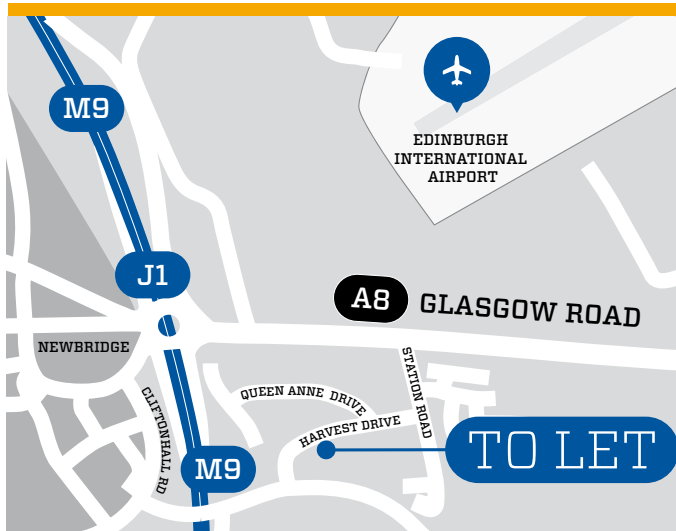 M9
EDINBURGH
INTERNATIONAL
AIRPORT
J1
A8 GLASGOW ROAD
NEWBRIDGE
STATION ROAD
QUEEN ANNE DRIVE
CLIFTONHALL RD
HARVEST DRIVE
TO LET
M9